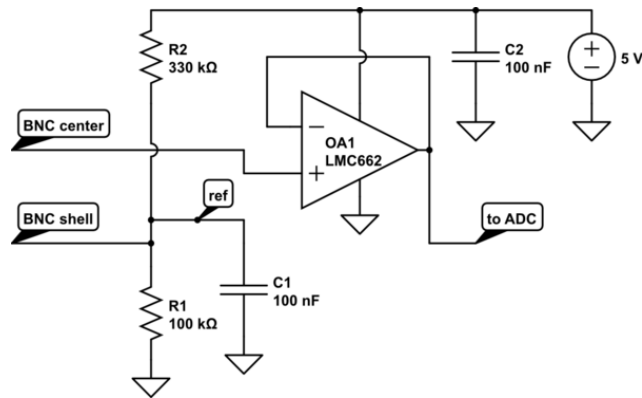 R2
330 kΩ
C2
100 nF
+
−
5 V
BNC center
−
OA1
LMC662
+
ref
BNC shell
to ADC
C1
100 nF
R1
100 kΩ